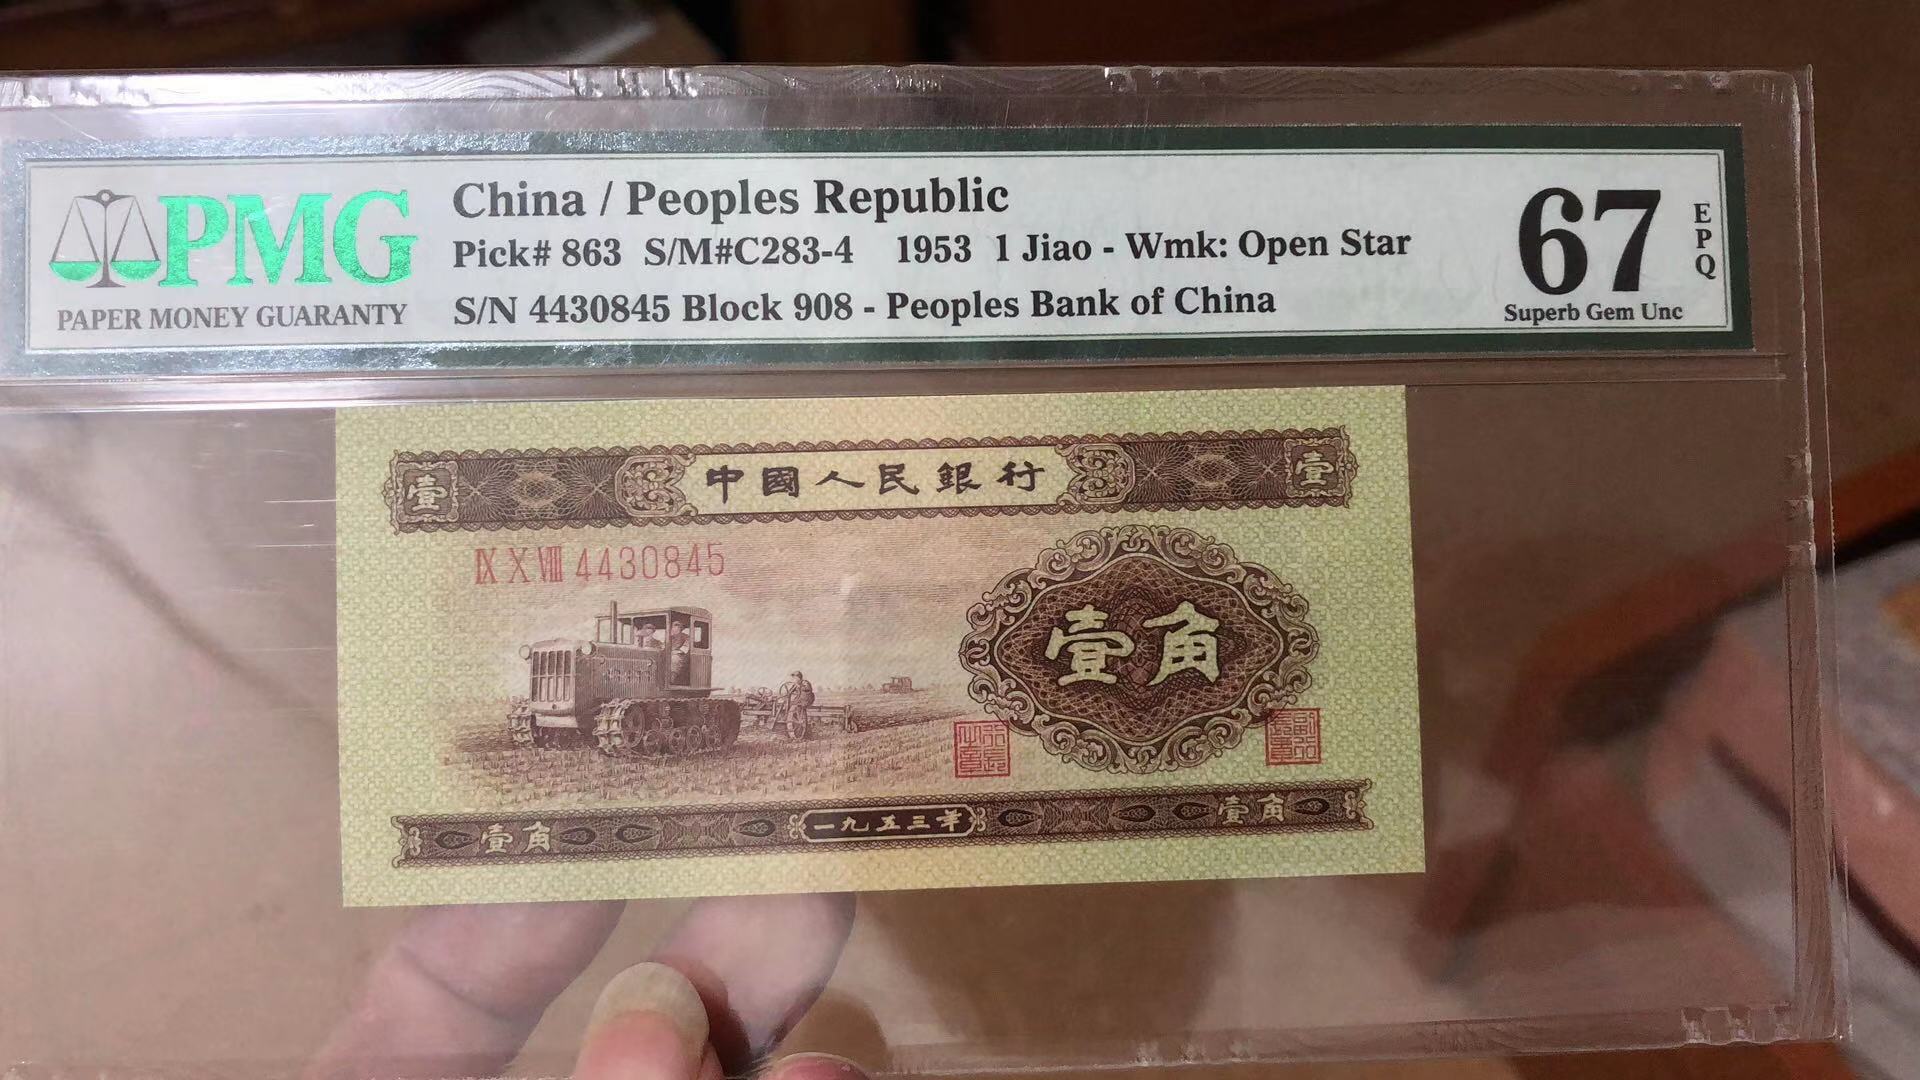 PMG
PAPER MONEY GUARANTY
China / Peoples Republic
Pick# 863 S/M#C283-4 1953 1 Jiao - Wmk: Open Star
S/N 4430845 Block 908 - Peoples Bank of China
67
EPQ
Superb Gem Unc
壹 中國人民銀行 壹
IX X VIII 4430845
壹角
壹角 一九五三年 壹角